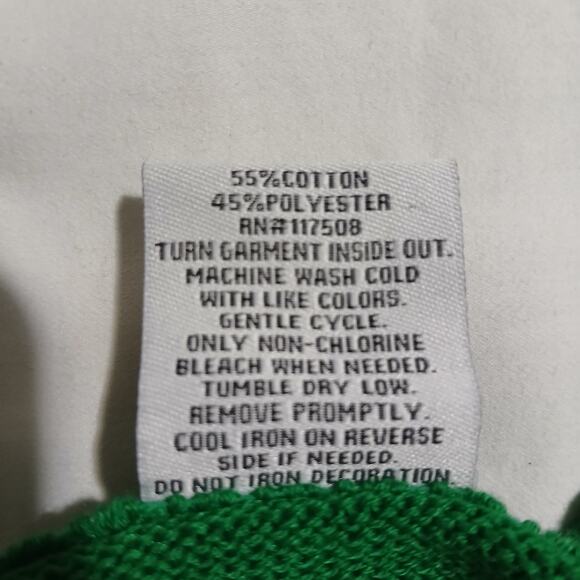 55%COTTON
45%POLYESTER
RN#117508
TURN GARMENT INSIDE OUT.
MACHINE WASH COLD
WITH LIKE COLORS.
GENTLE CYCLE.
ONLY NON-CHLORINE
BLEACH WHEN NEEDED.
TUMBLE DRY LOW.
REMOVE PROMPTLY.
COOL IRON ON REVERSE
SIDE IF NEEDED.
DO NOT IRON DECORATION.